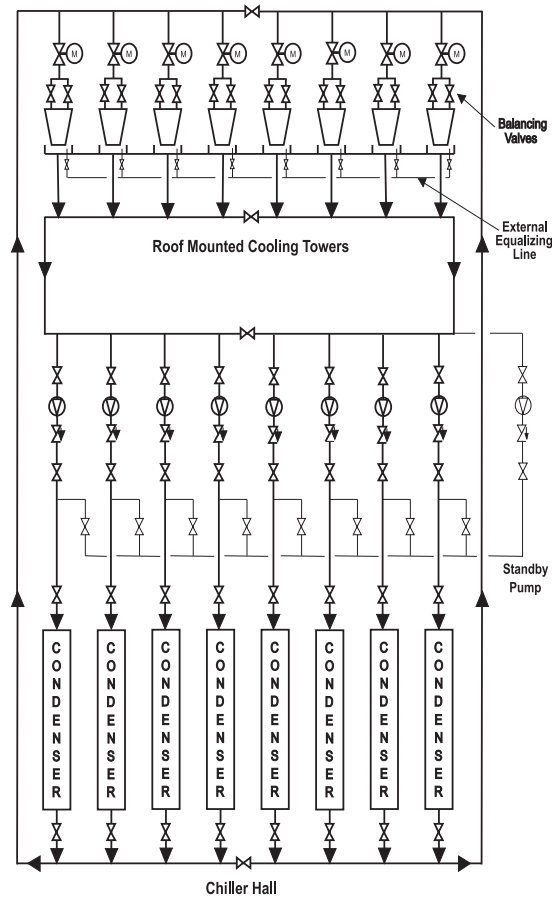 M M M M M M M M
Balancing
Valves
External
Equalizing
Line
Roof Mounted Cooling Towers
Standby
Pump
CONDENSER
CONDENSER
CONDENSER
CONDENSER
CONDENSER
CONDENSER
CONDENSER
CONDENSER
Chiller Hall